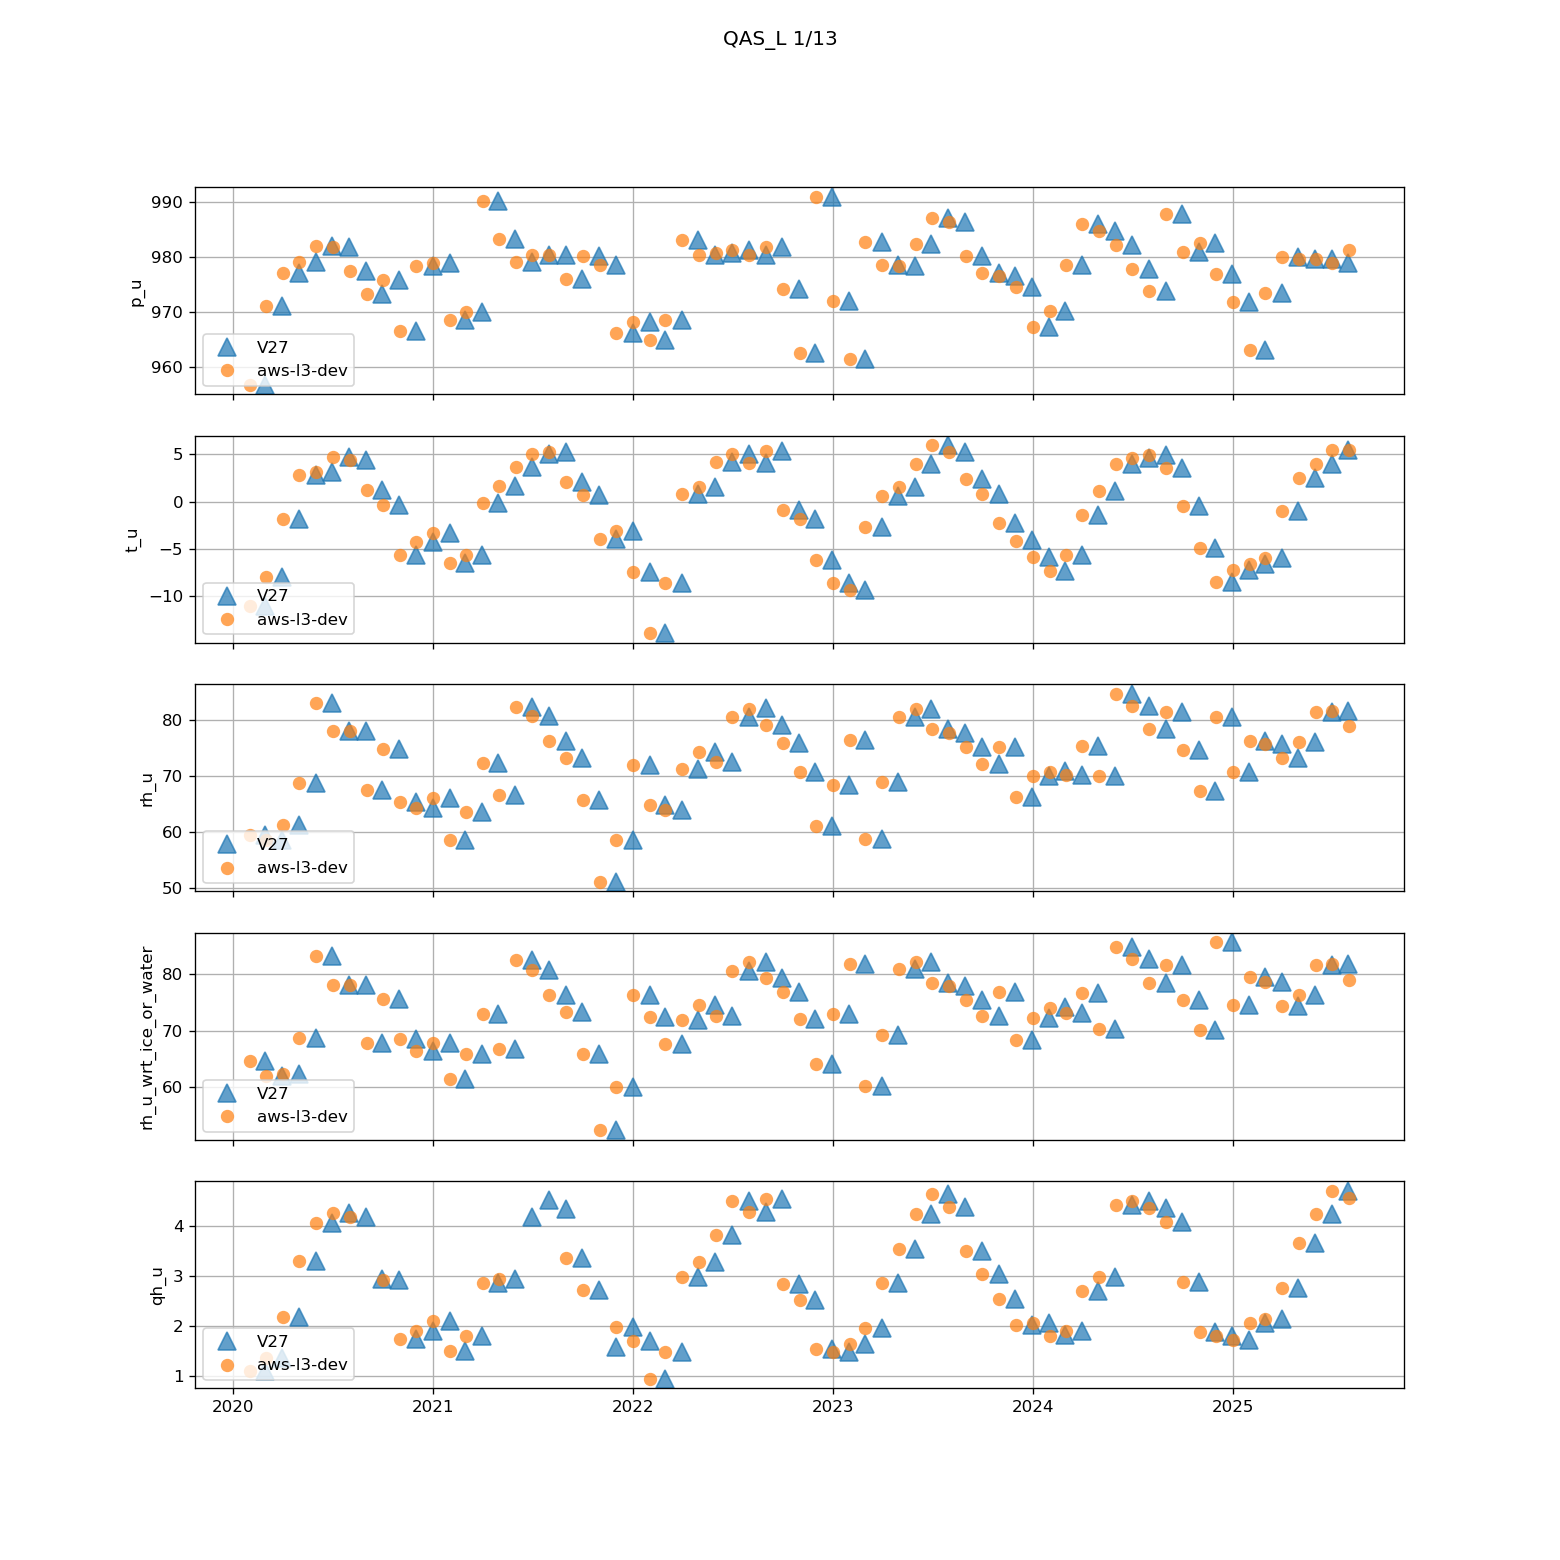 QAS_L 1/13
990
980
970
960
p_u
V27
aws-l3-dev
5
0
−5
−10
t_u
V27
aws-l3-dev
80
70
60
50
rh_u
V27
aws-l3-dev
80
70
60
rh_u_wrt_ice_or_water
V27
aws-l3-dev
4
3
2
1
qh_u
V27
aws-l3-dev
2020 2021 2022 2023 2024 2025